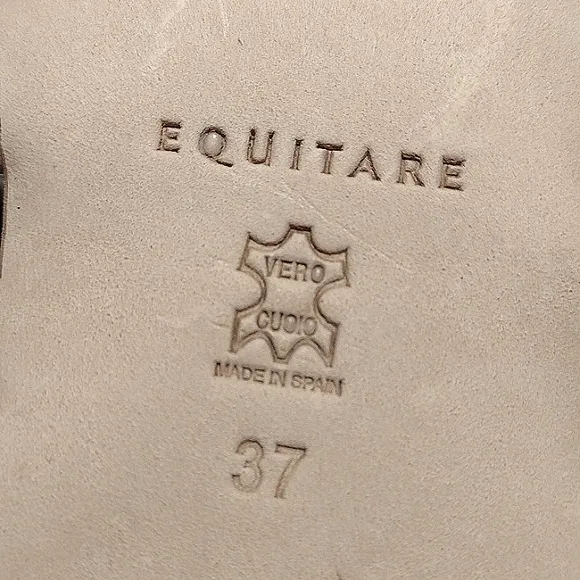 EQUITARE
VERO
CUOIO
MADE IN SPAIN
37